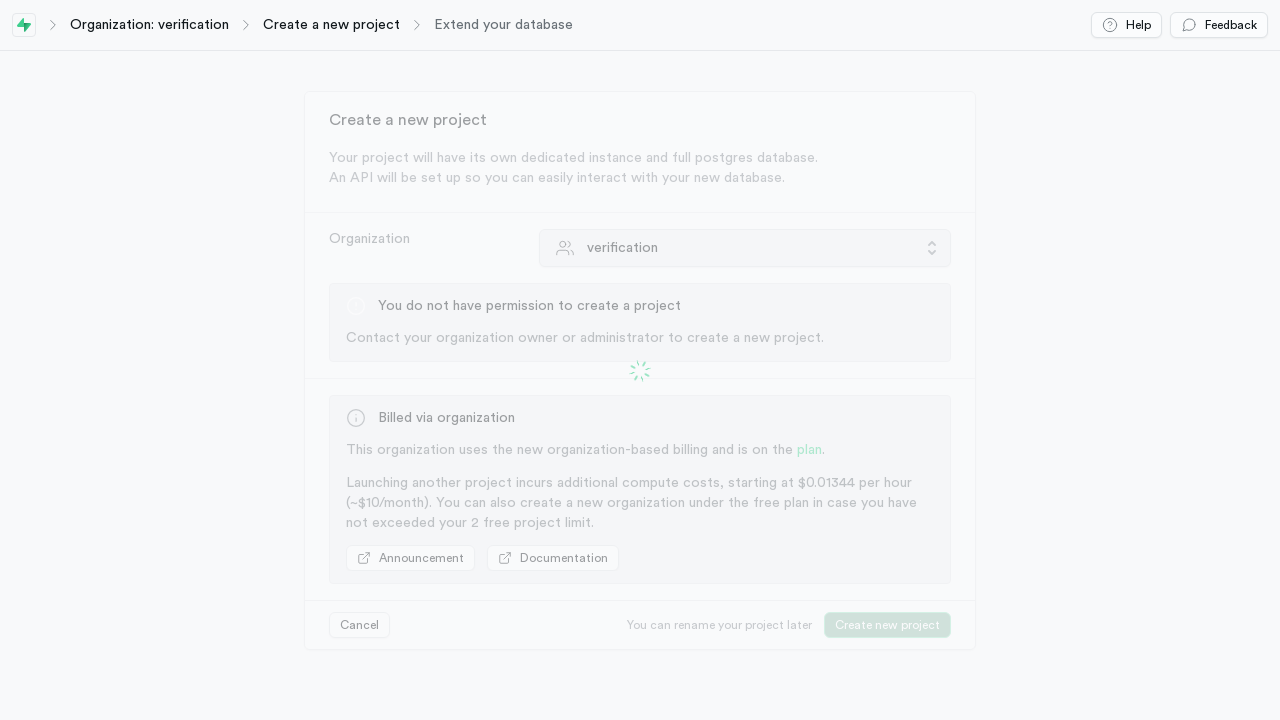 Organization: verification
Create a new project
Extend your database
Help
Feedback
Create a new project
Your project will have its own dedicated instance and full postgres database.
An API will be set up so you can easily interact with your new database.
Organization
verification
You do not have permission to create a project
Contact your organization owner or administrator to create a new project.
Billed via organization
This organization uses the new organization-based billing and is on the plan.
Launching another project incurs additional compute costs, starting at $0.01344 per hour
(~$10/month). You can also create a new organization under the free plan in case you have
not exceeded your 2 free project limit.
Announcement
Documentation
Cancel
You can rename your project later
Create new project